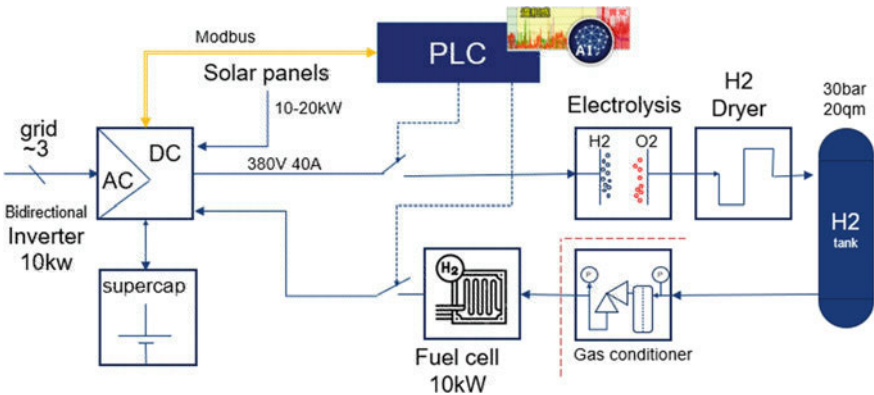 Modbus
PLC
AI
Solar panels
10-20kW
grid
~3
AC
DC
380V 40A
Bidirectional
Inverter
10kw
supercap
Electrolysis
H2
O2
H2
Dryer
30bar
20qm
H2
tank
H2
Fuel cell
10kW
P
P
Gas conditioner